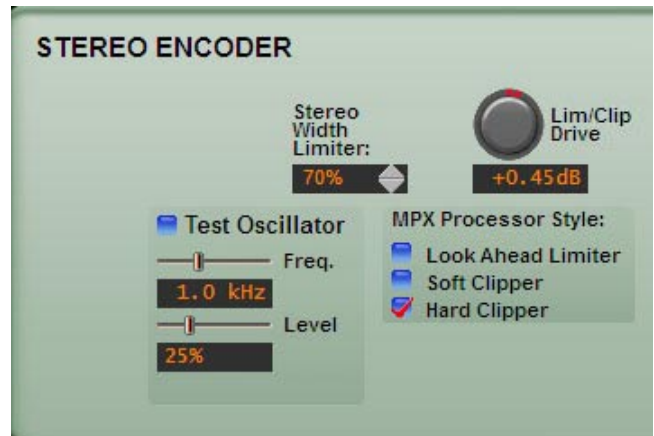 STEREO ENCODER
Stereo
Width
Limiter:
70%
Lim/Clip
Drive
+0.45dB
Test Oscillator
Freq.
1.0 kHz
Level
25%
MPX Processor Style:
Look Ahead Limiter
Soft Clipper
Hard Clipper